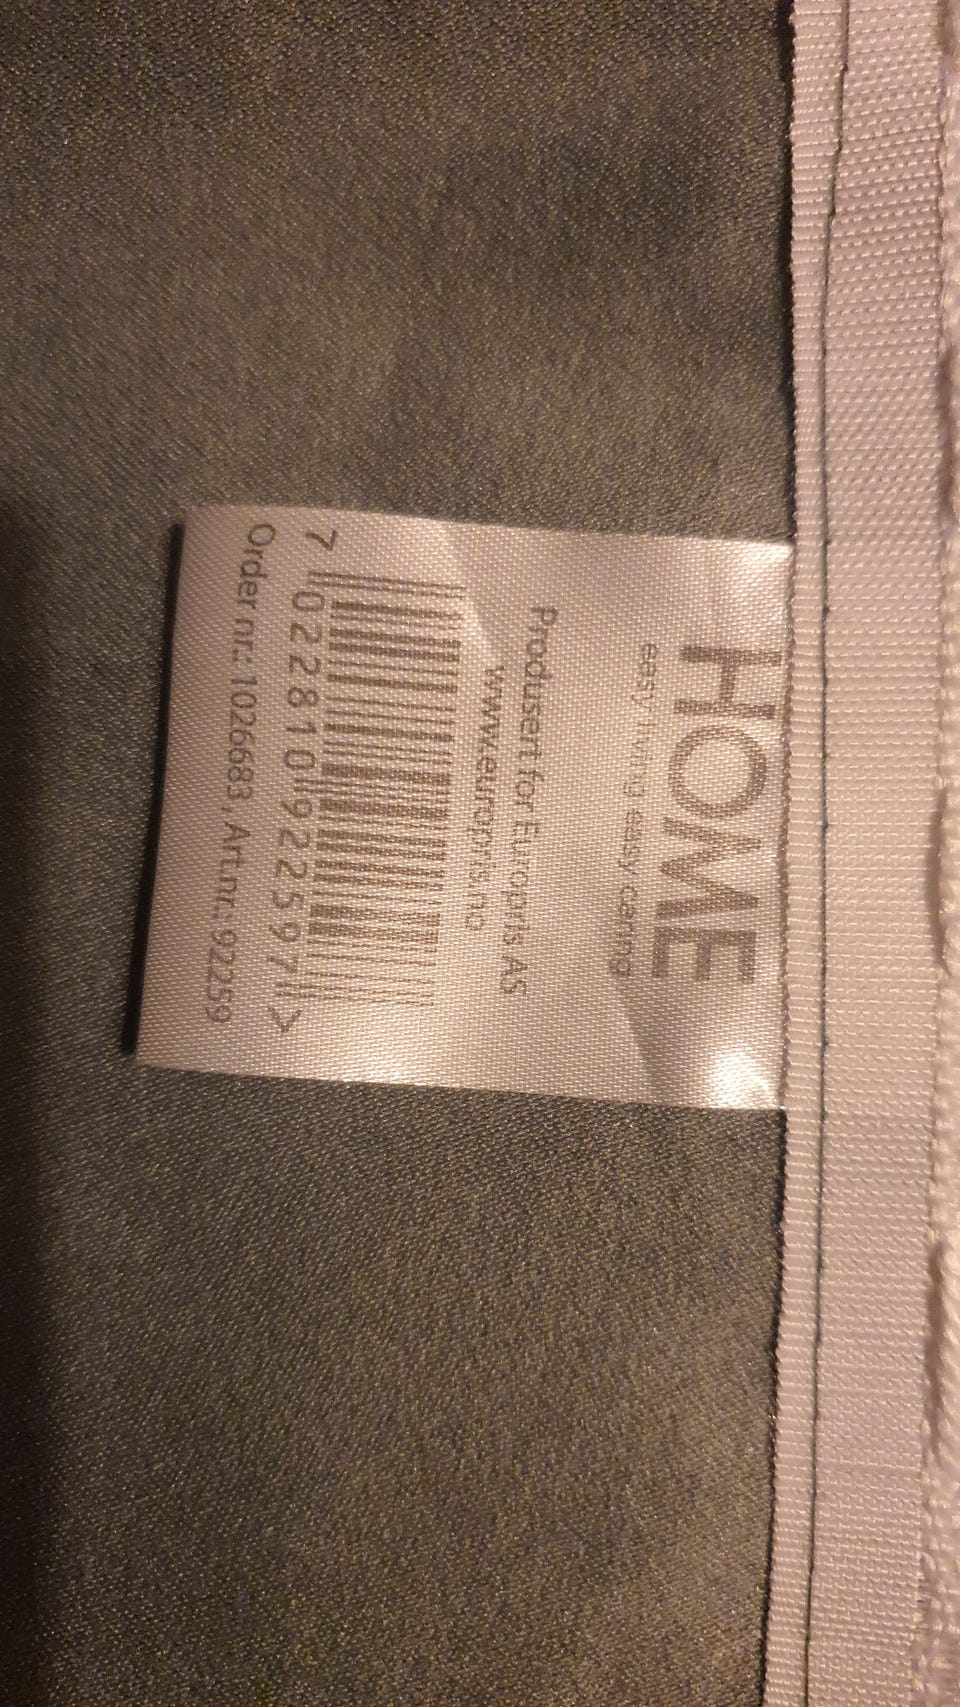 HOME
easy living easy caring
Produsert for Europris AS
www.europris.no
7 022810 922597 >
Order nr.: 1026683, Art.nr.: 92259